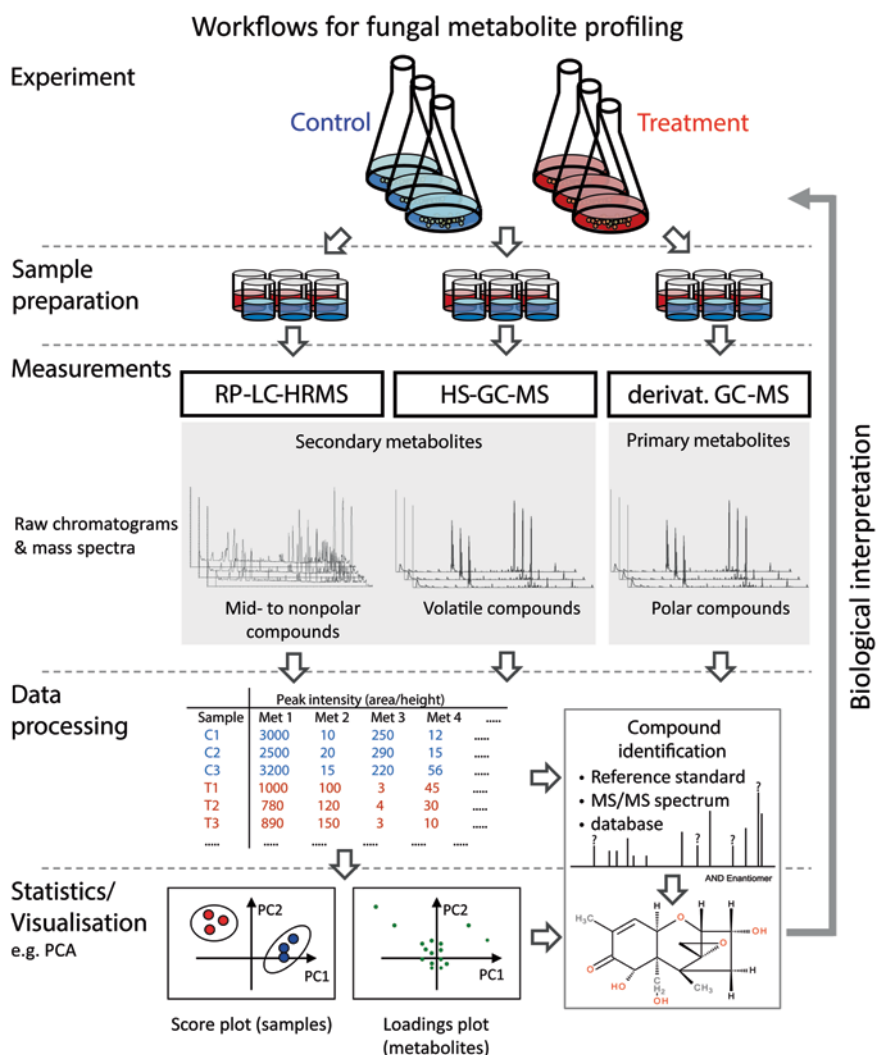 Workflows for fungal metabolite profiling
Experiment
Control
Treatment
Sample
preparation
Measurements
RP-LC-HRMS
HS-GC-MS
derivat. GC-MS
Secondary metabolites
Primary metabolites
Raw chromatograms
& mass spectra
Mid- to nonpolar
compounds
Volatile compounds
Polar compounds
Biological interpretation
Data
processing
Peak intensity (area/height)
Sample Met 1 Met 2 Met 3 Met 4 .....
C1 3000 10 250 12 .....
C2 2500 20 290 15 .....
C3 3200 15 220 56 .....
T1 1000 100 3 45 .....
T2 780 120 4 30 .....
T3 890 150 3 10 .....
..... ..... ..... ..... ..... .....
Compound
identification
• Reference standard
• MS/MS spectrum
• database
? ? ? ?
AND Enantiomer
Statistics/
Visualisation
e.g. PCA
PC2
PC1
Score plot (samples)
PC2
PC1
Loadings plot
(metabolites)
H H H
H₃C O OH
O O
HO CH₂ CH₃ H
OH H